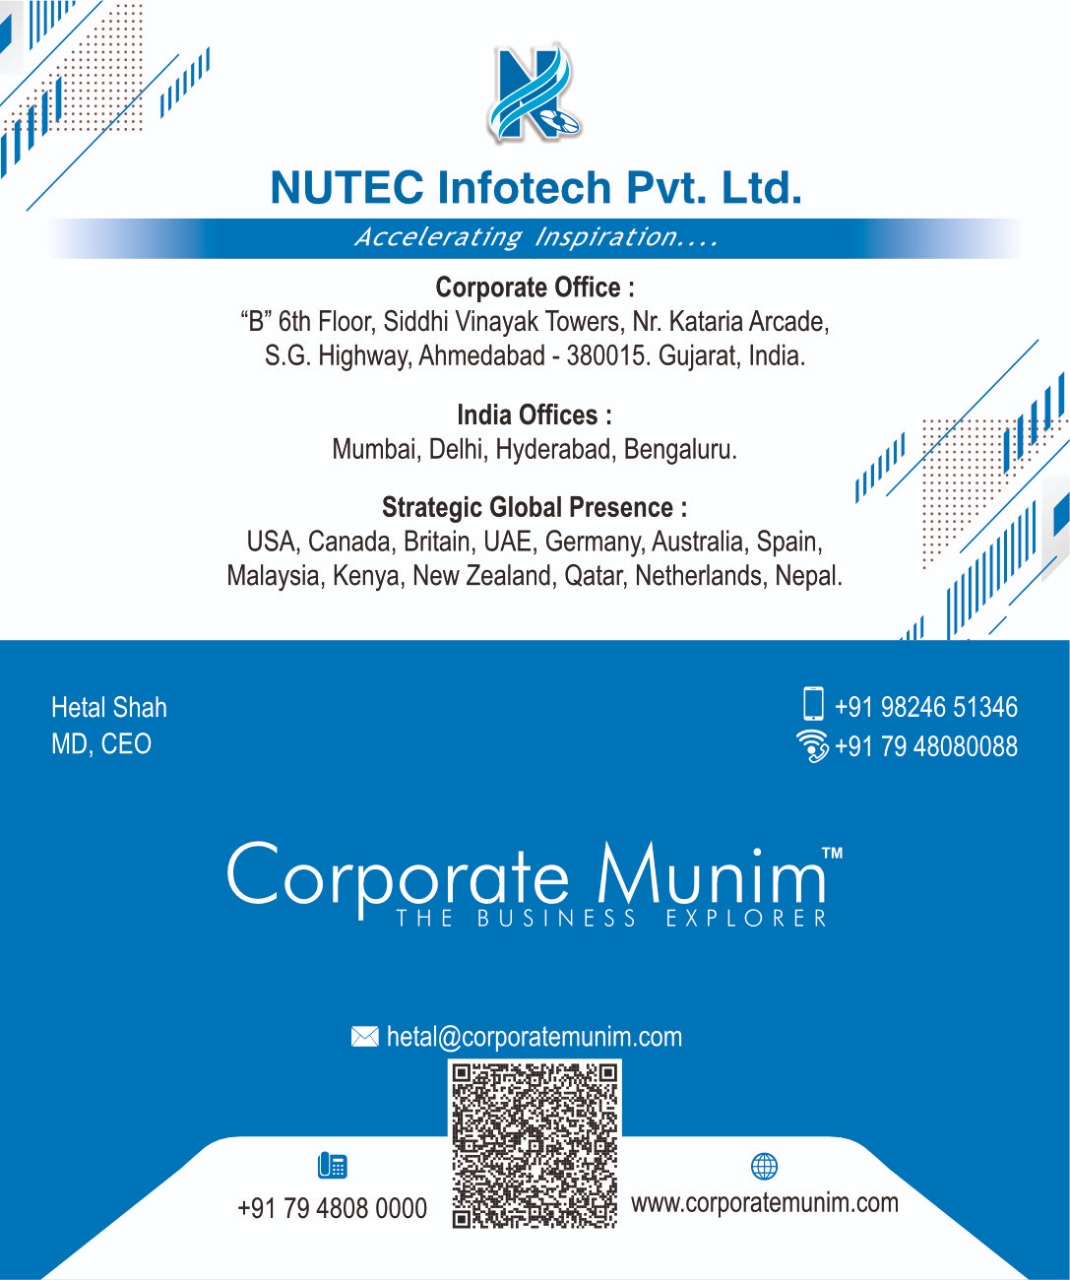 N
NUTEC Infotech Pvt. Ltd.
Accelerating Inspiration....
Corporate Office :
“B” 6th Floor, Siddhi Vinayak Towers, Nr. Kataria Arcade,
S.G. Highway, Ahmedabad - 380015. Gujarat, India.
India Offices :
Mumbai, Delhi, Hyderabad, Bengaluru.
Strategic Global Presence :
USA, Canada, Britain, UAE, Germany, Australia, Spain,
Malaysia, Kenya, New Zealand, Qatar, Netherlands, Nepal.
Hetal Shah
MD, CEO
+91 98246 51346
+91 79 48080088
Corporate Munim™
THE BUSINESS EXPLORER
hetal@corporatemunim.com
+91 79 4808 0000
www.corporatemunim.com